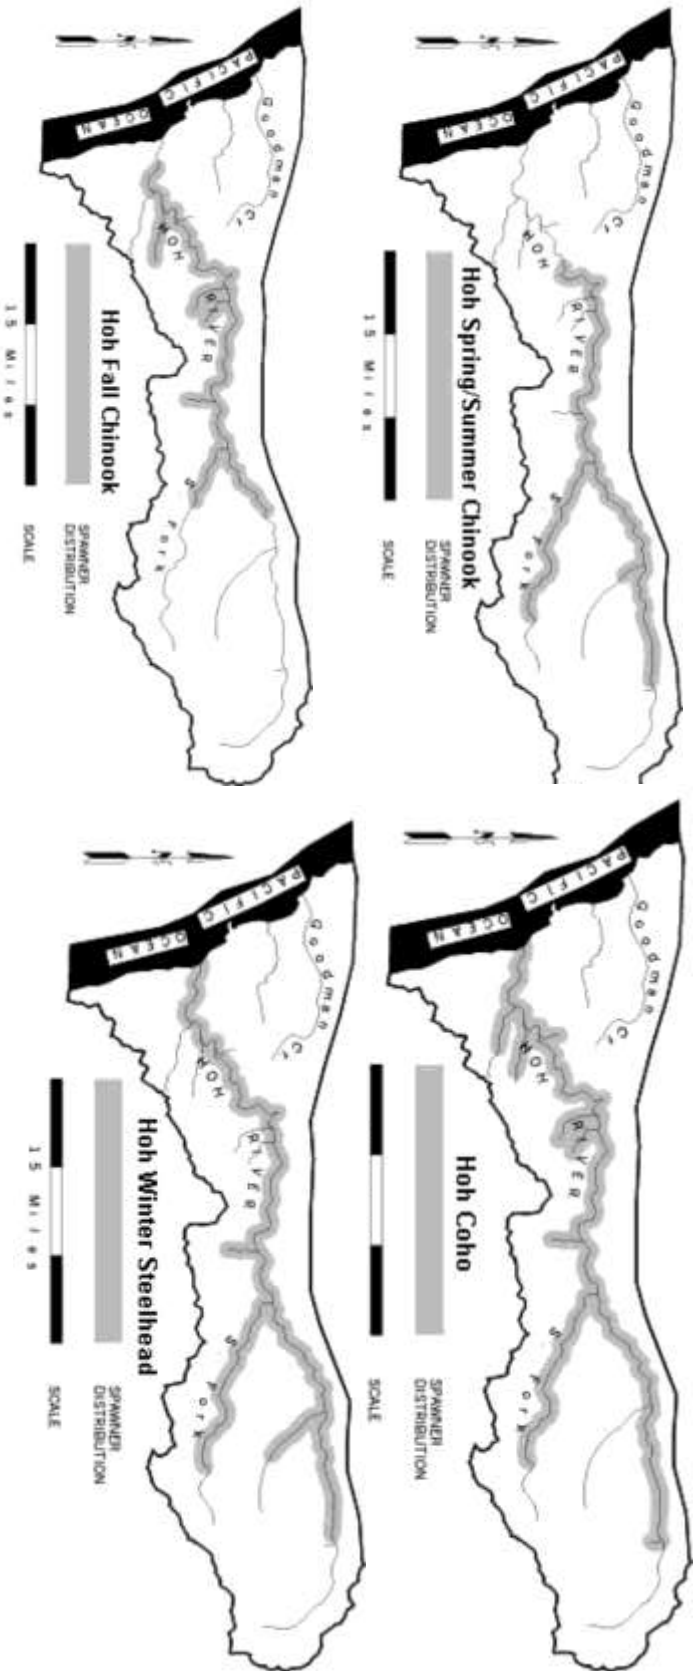 Goodman Cr
PACIFIC
OCEAN
HOH RIVER
S Fork
N
Hoh Spring/Summer Chinook
SPAWNER
DISTRIBUTION
SCALE
15 Miles
Goodman Cr
PACIFIC
OCEAN
HOH RIVER
S Fork
N
Hoh Coho
SPAWNER
DISTRIBUTION
SCALE
Goodman Cr
PACIFIC
OCEAN
HOH RIVER
S Fork
N
Hoh Fall Chinook
SPAWNER
DISTRIBUTION
SCALE
15 Miles
Goodman Cr
PACIFIC
OCEAN
HOH RIVER
S Fork
N
Hoh Winter Steelhead
SPAWNER
DISTRIBUTION
SCALE
15 Miles